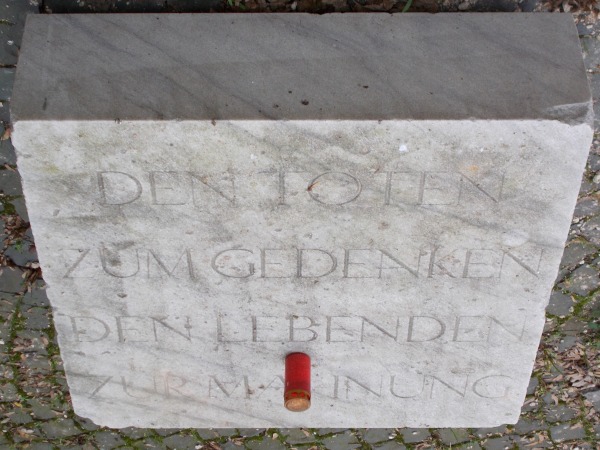 DEN TOTEN
ZUM GEDENKEN
DEN LEBENDEN
ZUR MAHNUNG